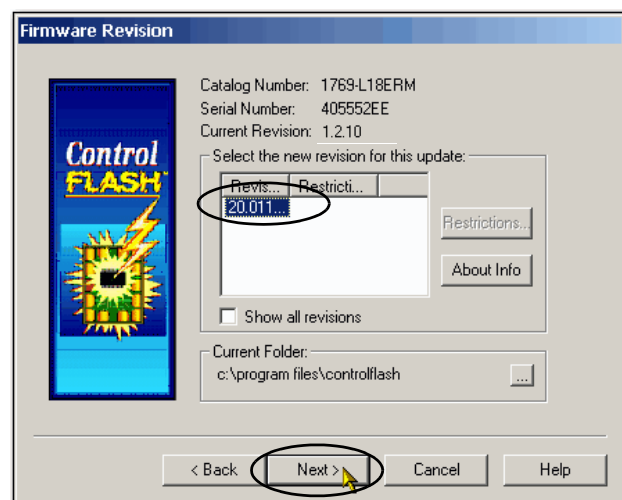 Firmware Revision
Control
FLASH
Catalog Number: 1769-L18ERM
Serial Number: 405552EE
Current Revision: 1.2.10
Select the new revision for this update:
Revis... Restricti...
20.011...
Restrictions...
About Info
Show all revisions
Current Folder:
c:\program files\controlflash
...
< Back Next > Cancel Help